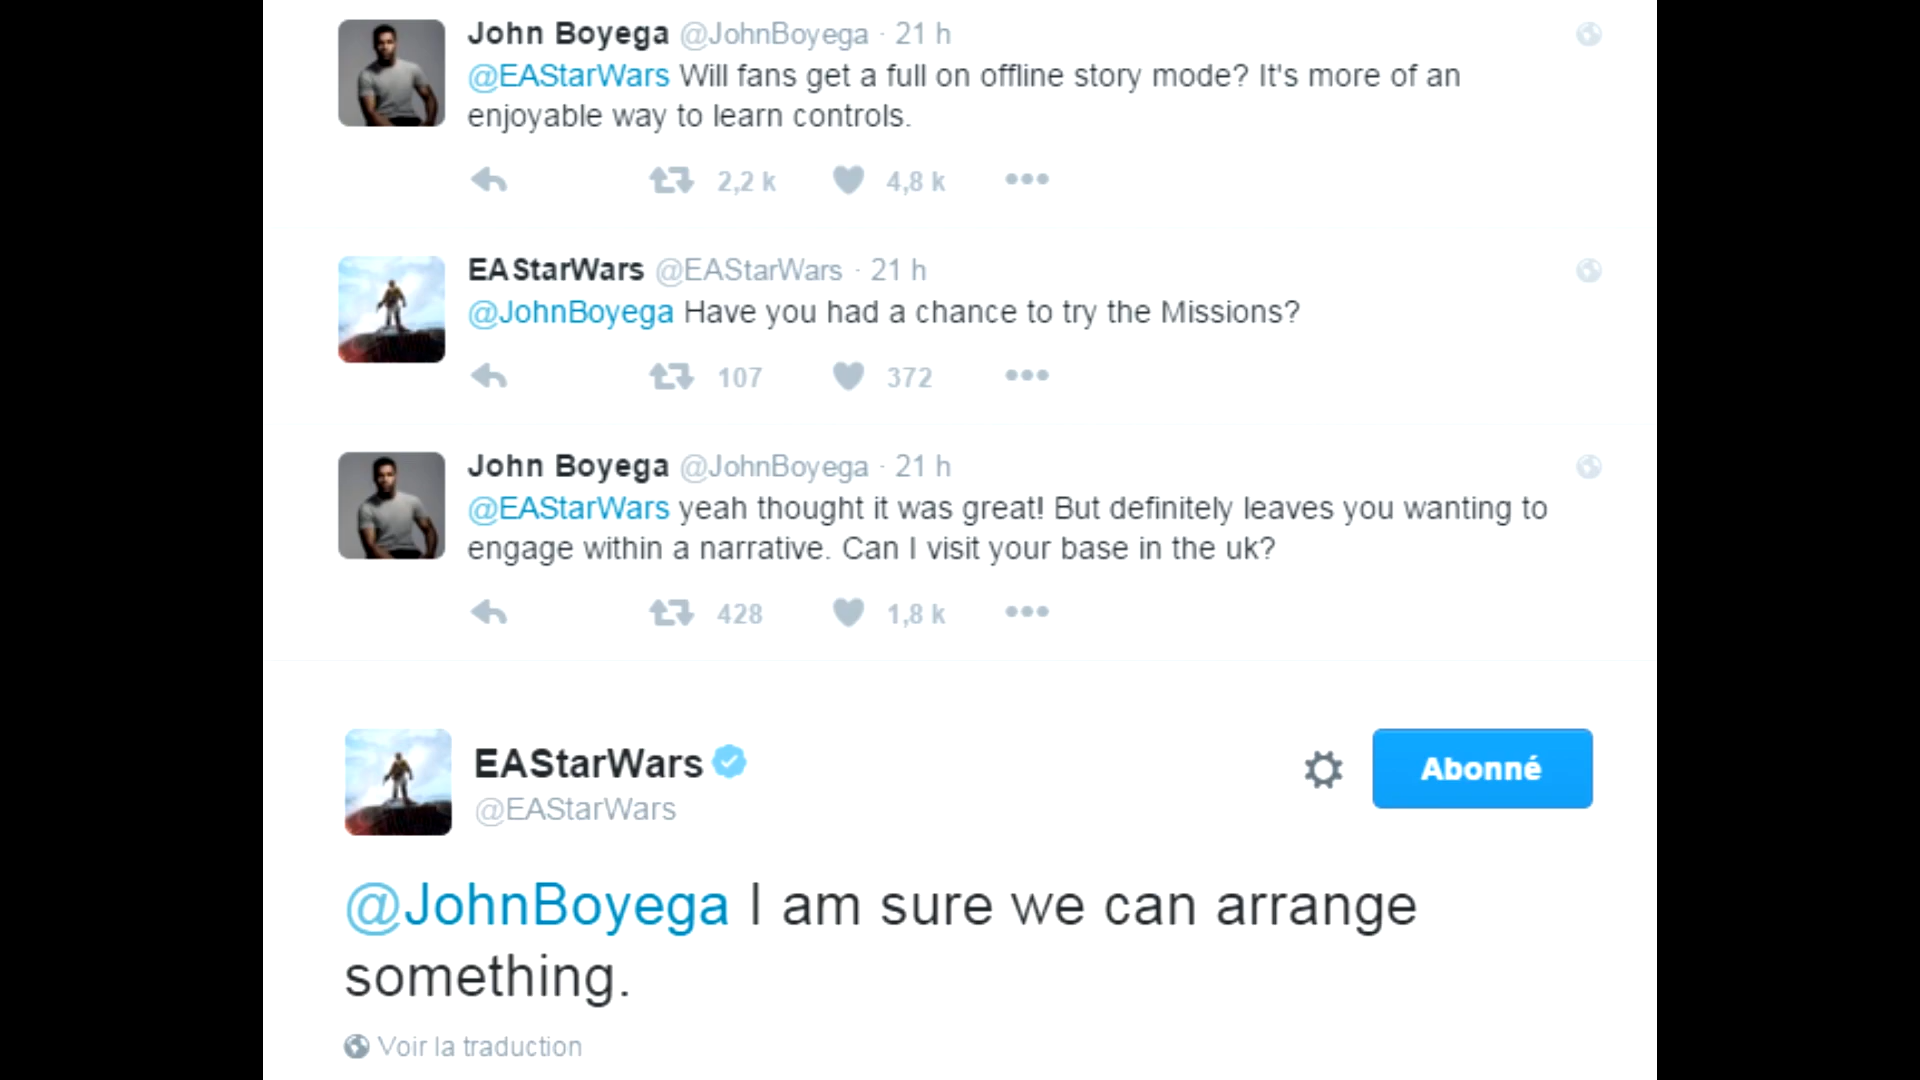 John Boyega @JohnBoyega · 21 h
@EAStarWars Will fans get a full on offline story mode? It's more of an
enjoyable way to learn controls.
2,2 k 4,8 k
EAStarWars @EAStarWars · 21 h
@JohnBoyega Have you had a chance to try the Missions?
107 372
John Boyega @JohnBoyega · 21 h
@EAStarWars yeah thought it was great! But definitely leaves you wanting to
engage within a narrative. Can I visit your base in the uk?
428 1,8 k
EAStarWars
Abonné
@EAStarWars
@JohnBoyega I am sure we can arrange
something.
Voir la traduction